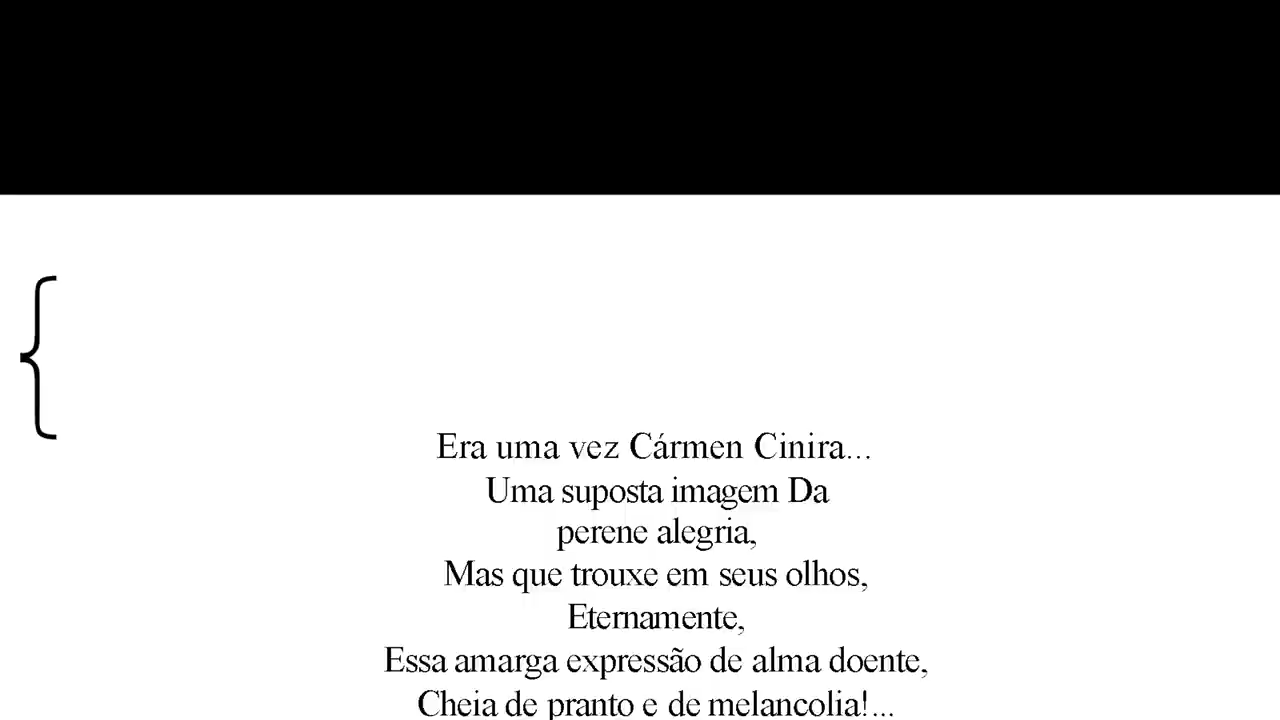 Era uma vez Cármen Cinira...
Uma suposta imagem Da
perene alegria,
Mas que trouxe em seus olhos,
Eternamente,
Essa amarga expressão de alma doente,
Cheia de pranto e de melancolia!...